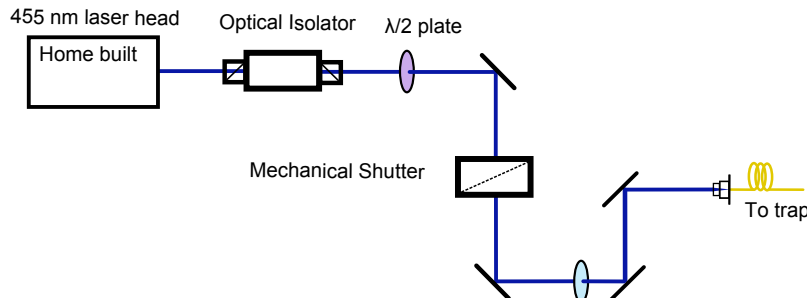 455 nm laser head
Home built
Optical Isolator
λ/2 plate
Mechanical Shutter
To trap